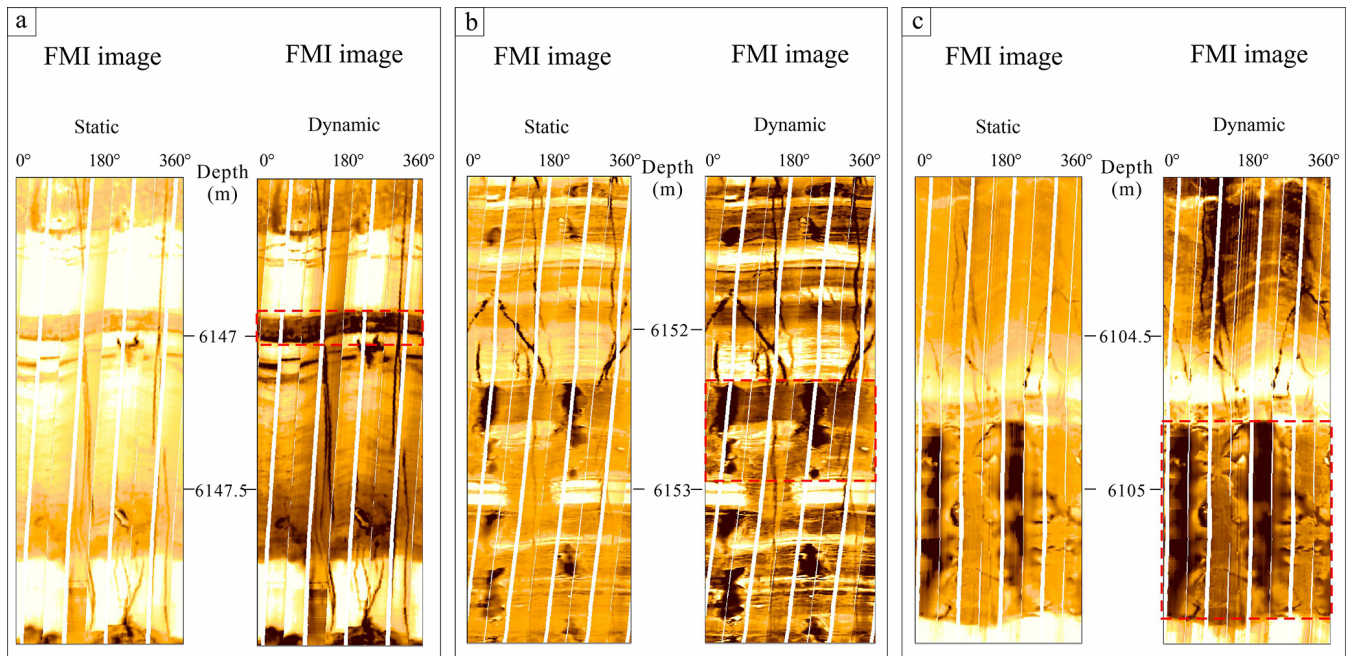 a
FMI image
FMI image
Static
Dynamic
0° 180° 360°
Depth
(m)
0° 180° 360°
6147
6147.5
b
FMI image
FMI image
Static
Dynamic
0° 180° 360°
Depth
(m)
0° 180° 360°
6152
6153
c
FMI image
FMI image
Static
Dynamic
0° 180° 360°
Depth
(m)
0° 180° 360°
6104.5
6105